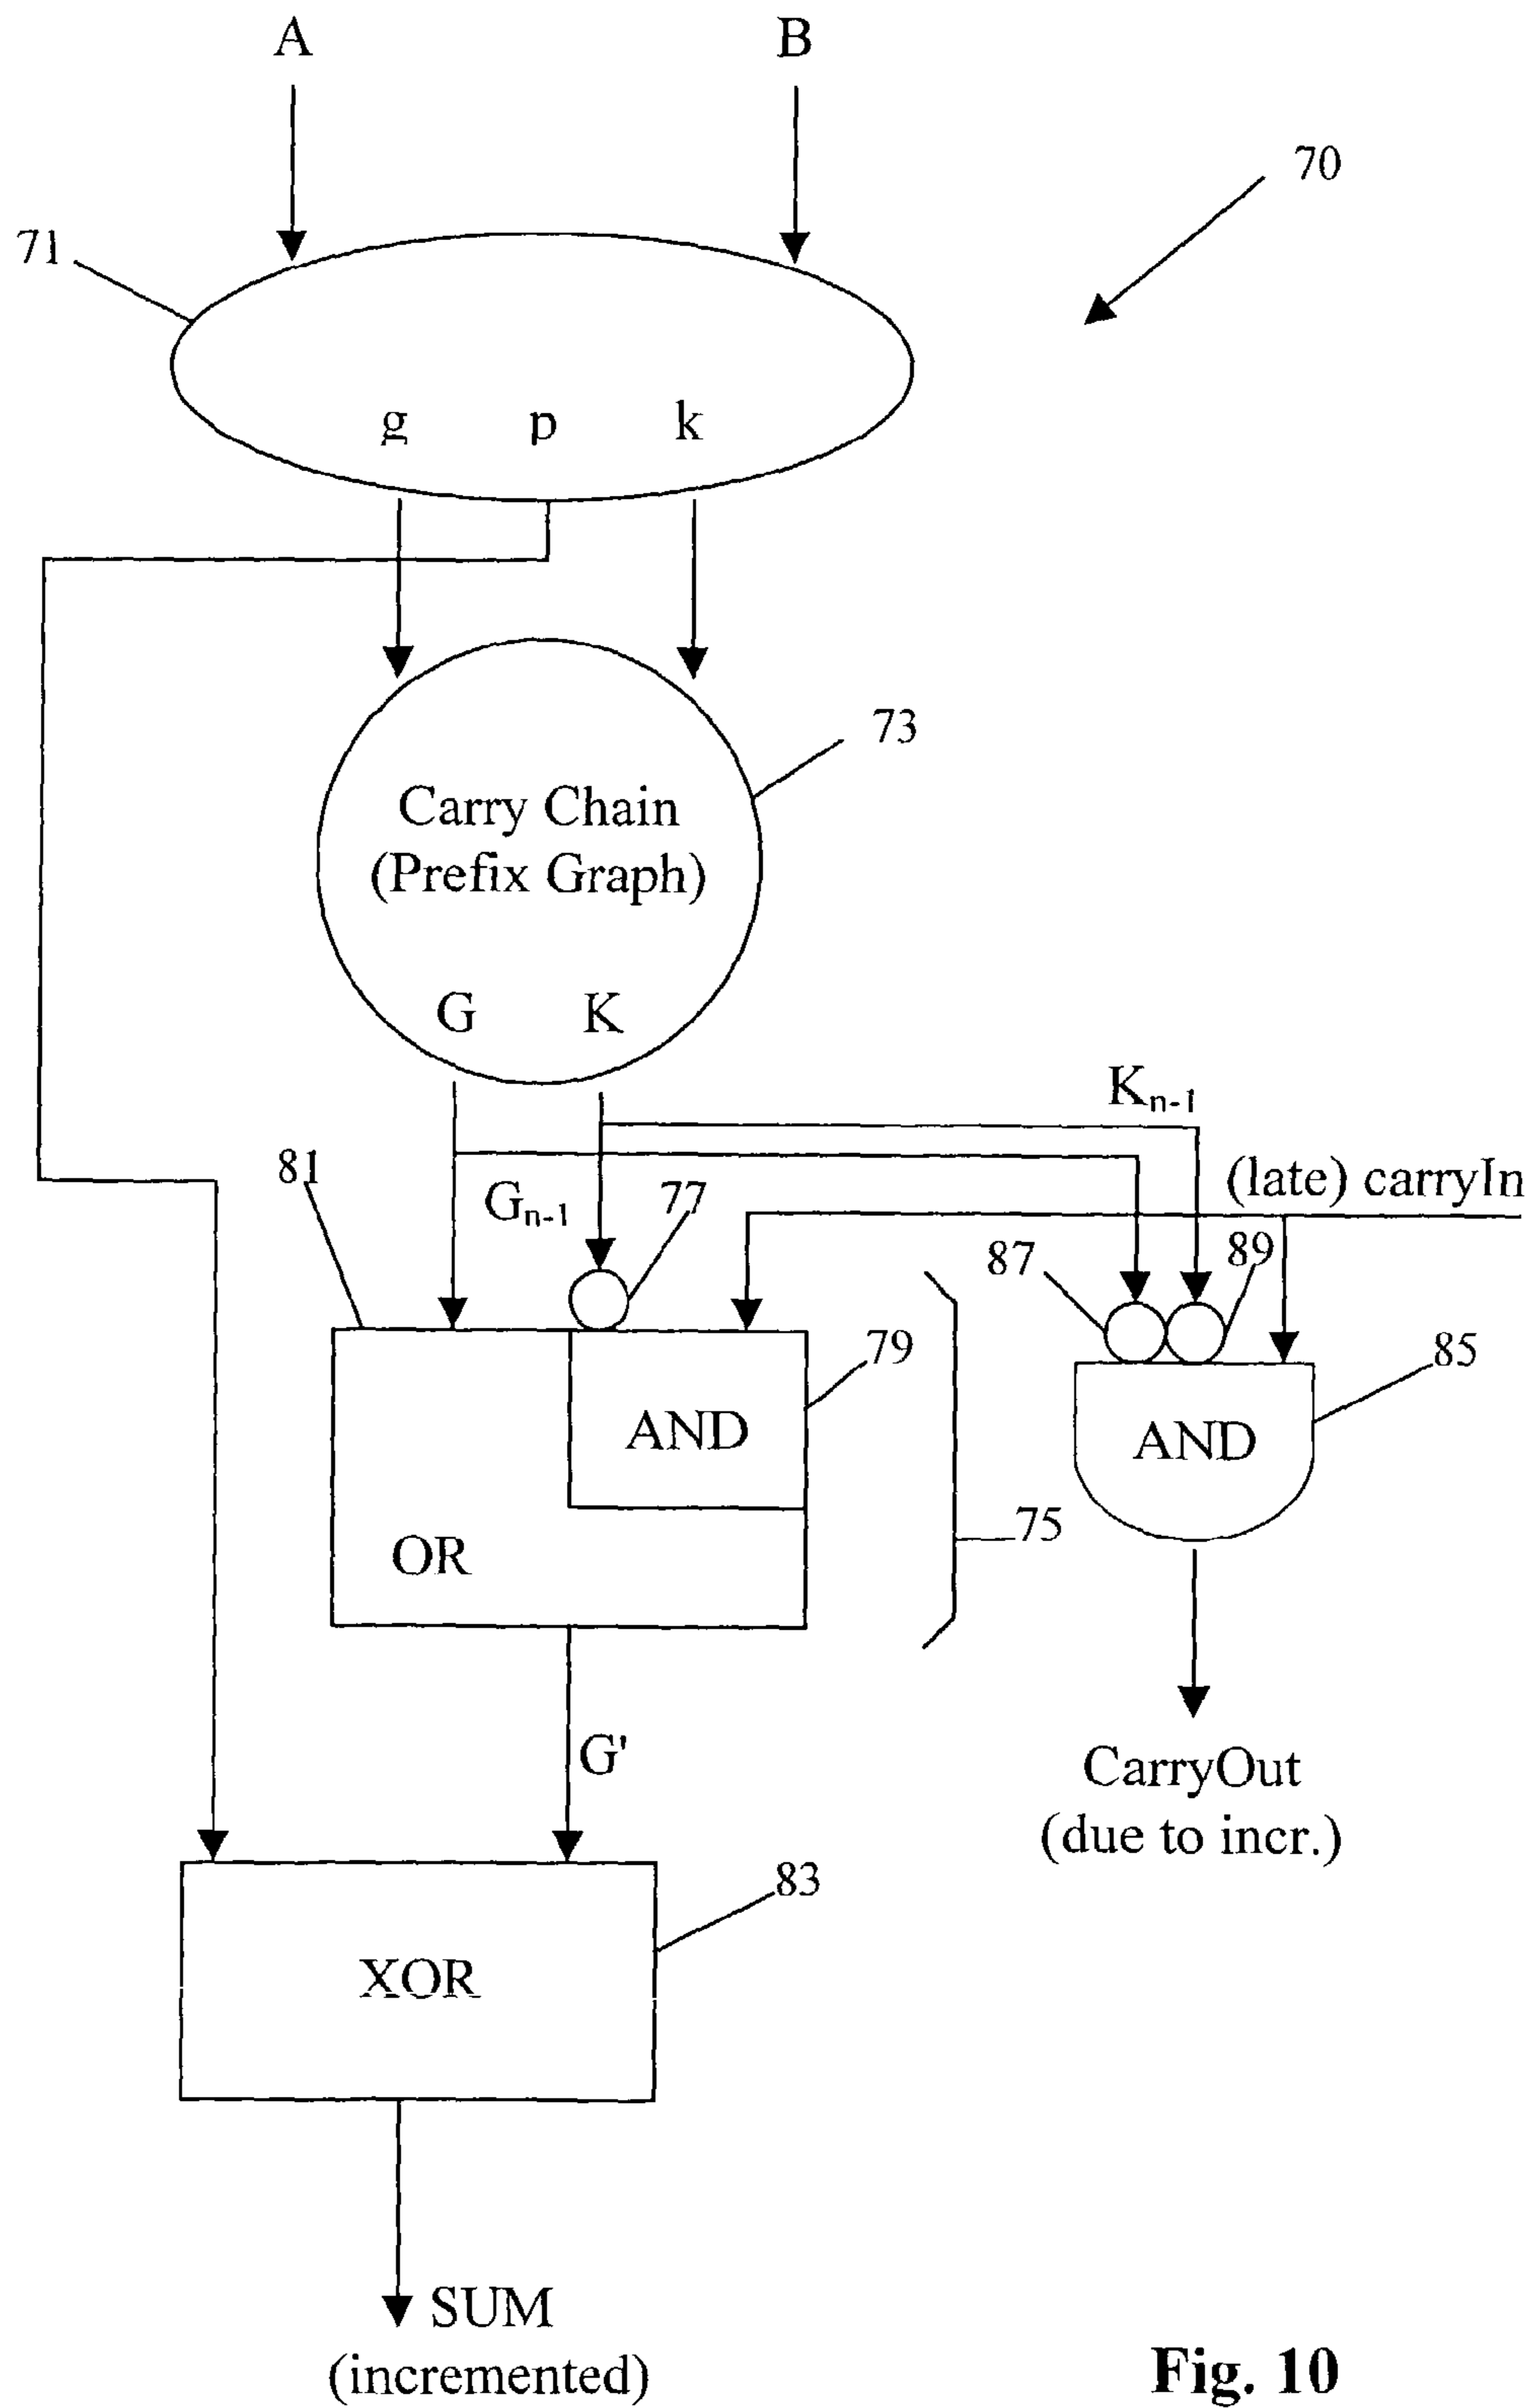 A
B
70
71
g p k
73
Carry Chain
(Prefix Graph)
G K
Kn-1
(late) carryIn
81
Gn-1
77
87
89
79
85
AND
AND
75
OR
G'
CarryOut
(due to incr.)
83
XOR
SUM
(incremented)
Fig. 10